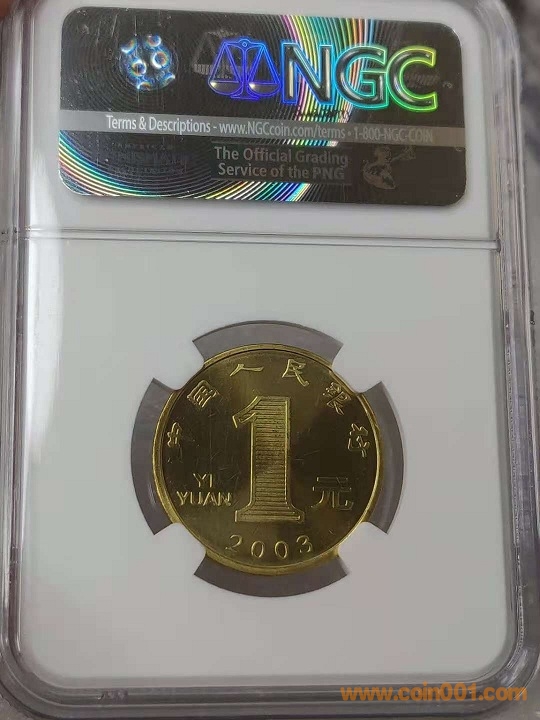 NGC
Terms & Descriptions - www.NGCcoin.com/terms • 1-800-NGC-COIN
The Official Grading
Service of the PNG
中国人民银行
1
YI
YUAN
元
2003
www.coin001.com